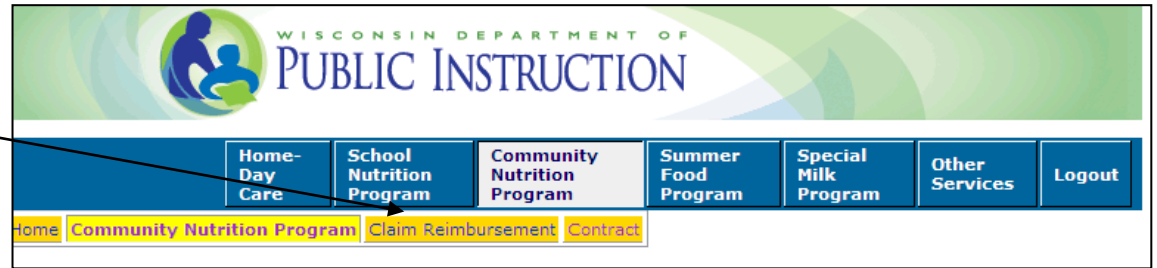 WISCONSIN DEPARTMENT OF
PUBLIC INSTRUCTION
Home-
Day
Care
School
Nutrition
Program
Community
Nutrition
Program
Summer
Food
Program
Special
Milk
Program
Other
Services
Logout
Home Community Nutrition Program Claim Reimbursement Contract